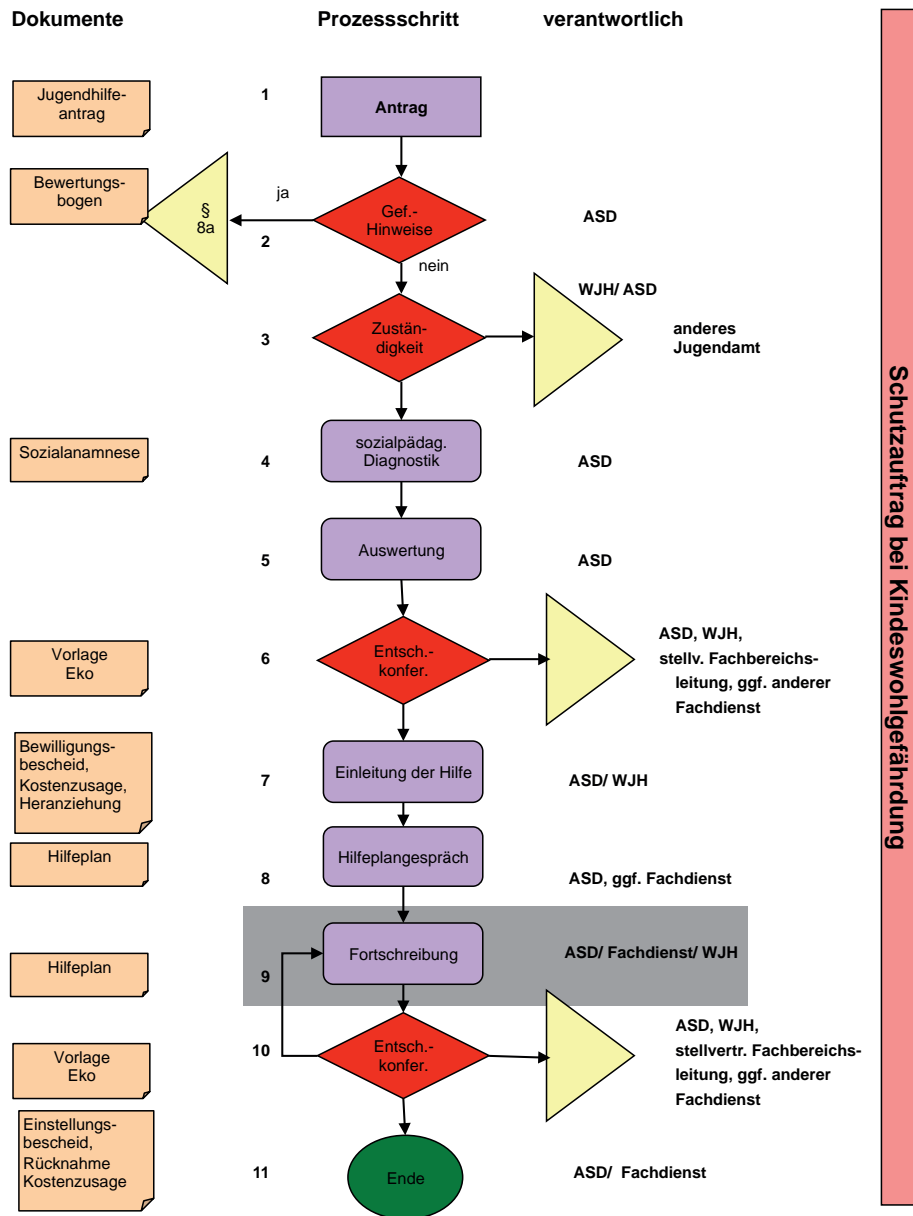 Dokumente Prozessschritt verantwortlich
Jugendhilfe-
antrag
1
Antrag
Bewertungs-
bogen
§
8a
ja
2
Gef.-
Hinweise
ASD
nein
3
Zustän-
digkeit
WJH/ ASD
anderes
Jugendamt
Sozialanamnese
4
sozialpädag.
Diagnostik
ASD
5
Auswertung
ASD
Vorlage
Eko
6
Entsch.-
konfer.
ASD, WJH,
stellv. Fachbereichs-
leitung, ggf. anderer
Fachdienst
Bewilligungs-
bescheid,
Kostenzusage,
Heranziehung
7
Einleitung der Hilfe
ASD/ WJH
Hilfeplan
8
Hilfeplangespräch
ASD, ggf. Fachdienst
Hilfeplan
9
Fortschreibung
ASD/ Fachdienst/ WJH
Vorlage
Eko
10
Entsch.-
konfer.
ASD, WJH,
stellvertr. Fachbereichs-
leitung, ggf. anderer
Fachdienst
Einstellungs-
bescheid,
Rücknahme
Kostenzusage
11
Ende
ASD/ Fachdienst
Schutzauftrag bei Kindeswohlgefährdung